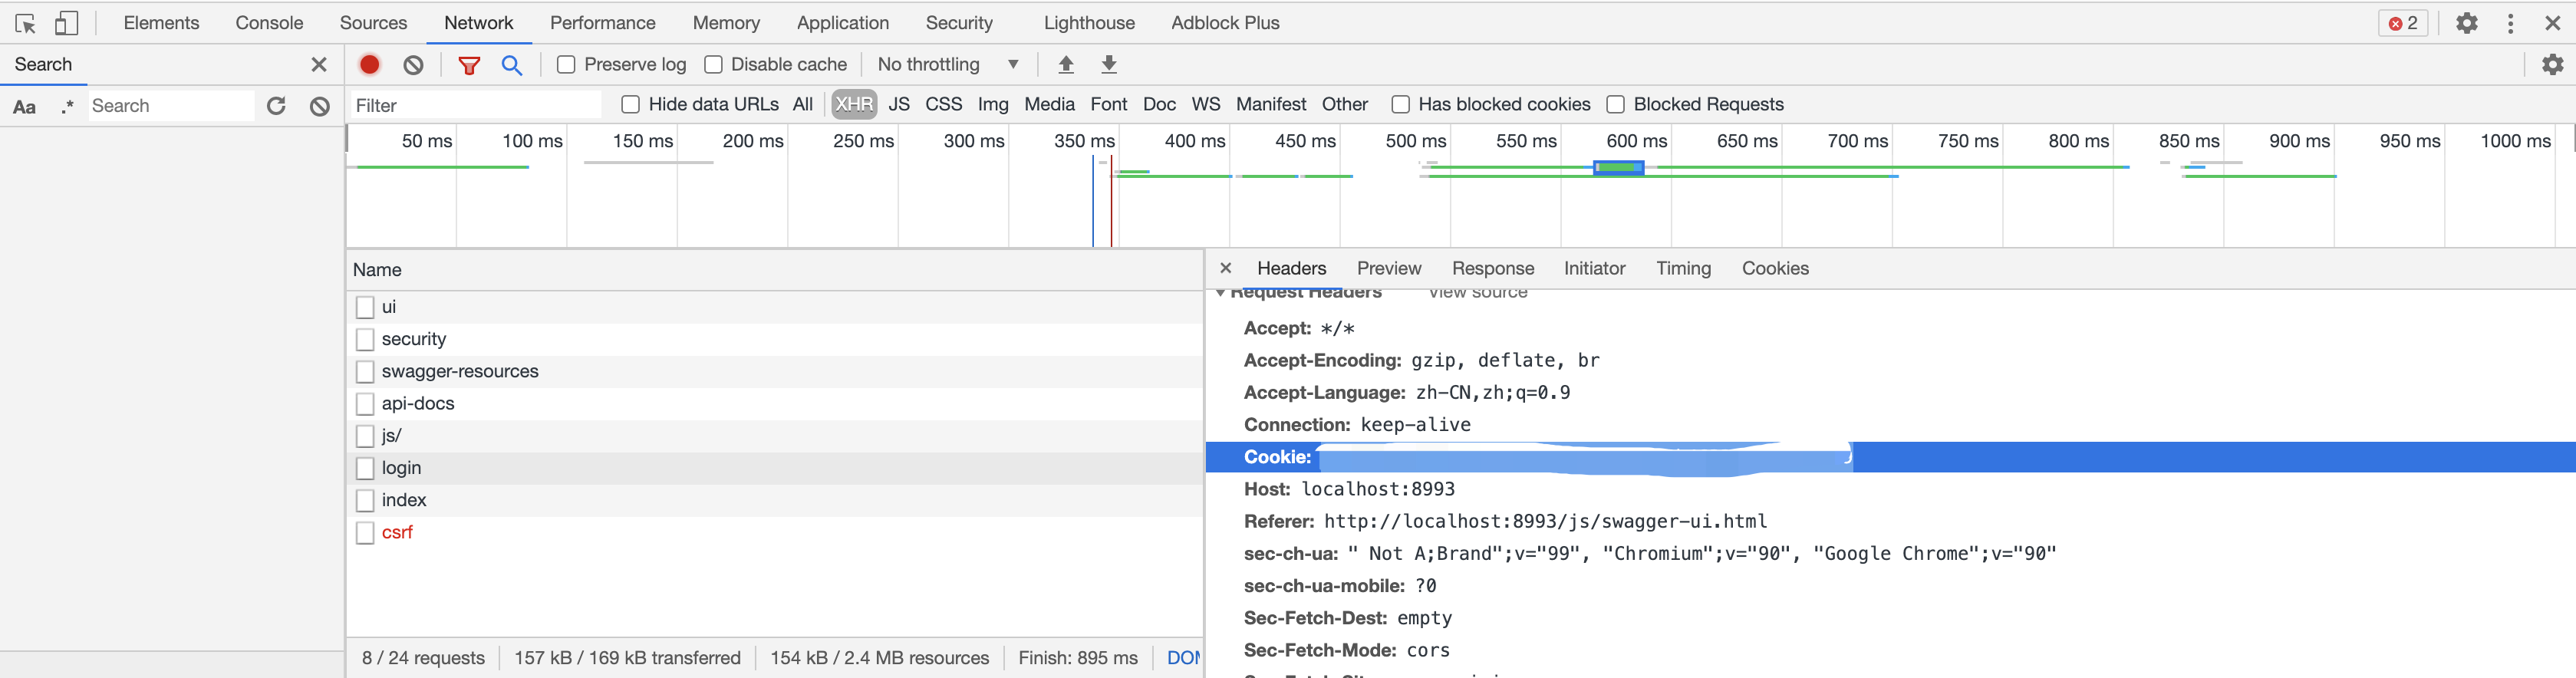 Elements Console Sources Network Performance Memory Application Security Lighthouse Adblock Plus 2
Search
Preserve log Disable cache No throttling
Aa .* Search
Filter Hide data URLs All XHR JS CSS Img Media Font Doc WS Manifest Other Has blocked cookies Blocked Requests
50 ms 100 ms 150 ms 200 ms 250 ms 300 ms 350 ms 400 ms 450 ms 500 ms 550 ms 600 ms 650 ms 700 ms 750 ms 800 ms 850 ms 900 ms 950 ms 1000 ms
Name
ui
security
swagger-resources
api-docs
js/
login
index
csrf
8 / 24 requests 157 kB / 169 kB transferred 154 kB / 2.4 MB resources Finish: 895 ms
Headers Preview Response Initiator Timing Cookies
Request Headers View source
Accept: */*
Accept-Encoding: gzip, deflate, br
Accept-Language: zh-CN,zh;q=0.9
Connection: keep-alive
Cookie:
Host: localhost:8993
Referer: http://localhost:8993/js/swagger-ui.html
sec-ch-ua: " Not A;Brand";v="99", "Chromium";v="90", "Google Chrome";v="90"
sec-ch-ua-mobile: ?0
Sec-Fetch-Dest: empty
Sec-Fetch-Mode: cors